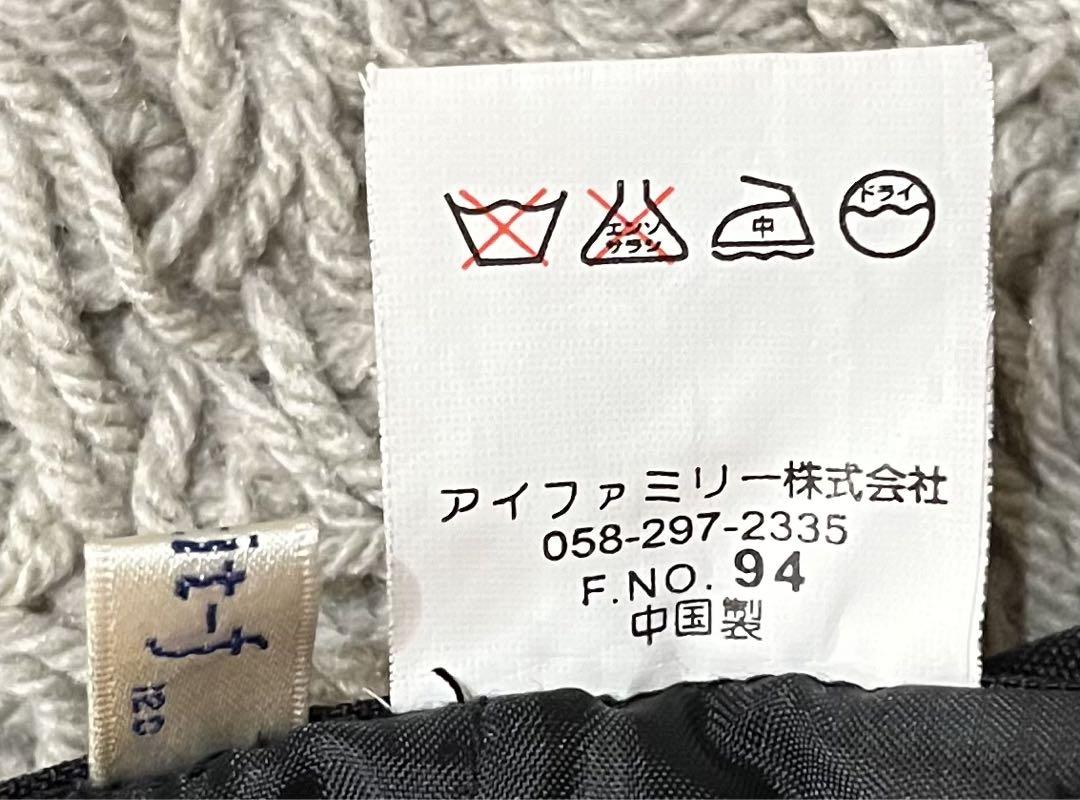 エンソ
サラシ
中
ドライ
アイファミリー株式会社
058-297-2335
F.NO. 94
中国製
120